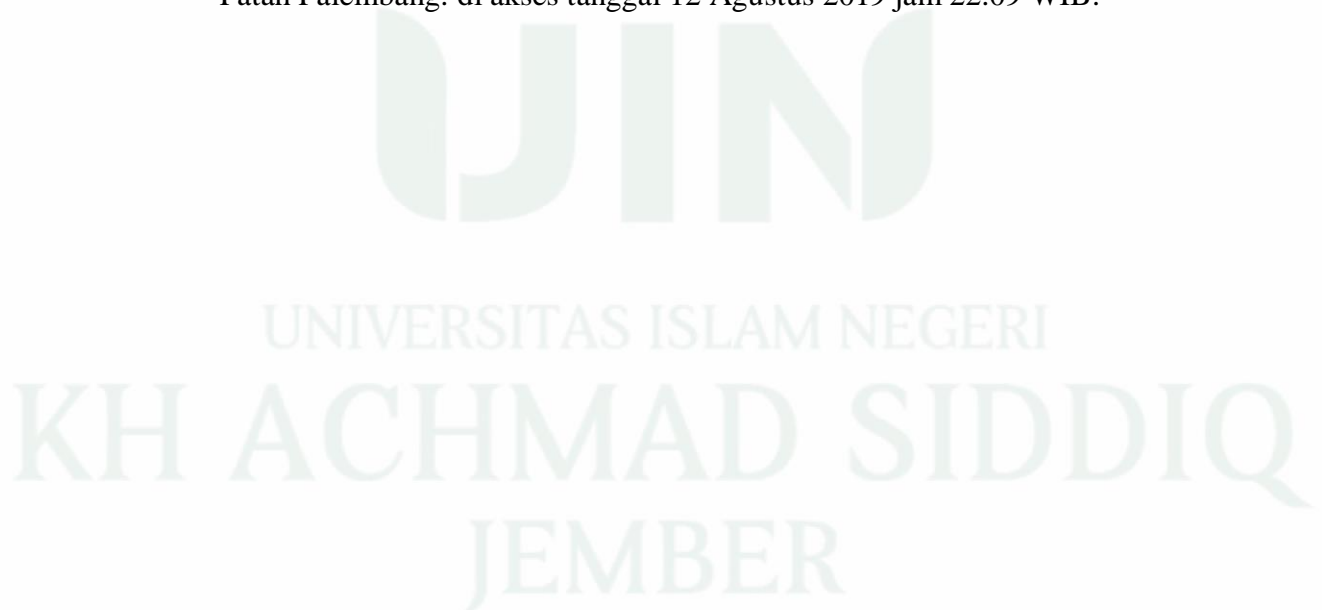 Fatah Palembang. di akses tanggal 12 Agustus 2019 jam 22.09 WIB.
UIN
UNIVERSITAS ISLAM NEGERI
KH ACHMAD SIDDIQ
JEMBER